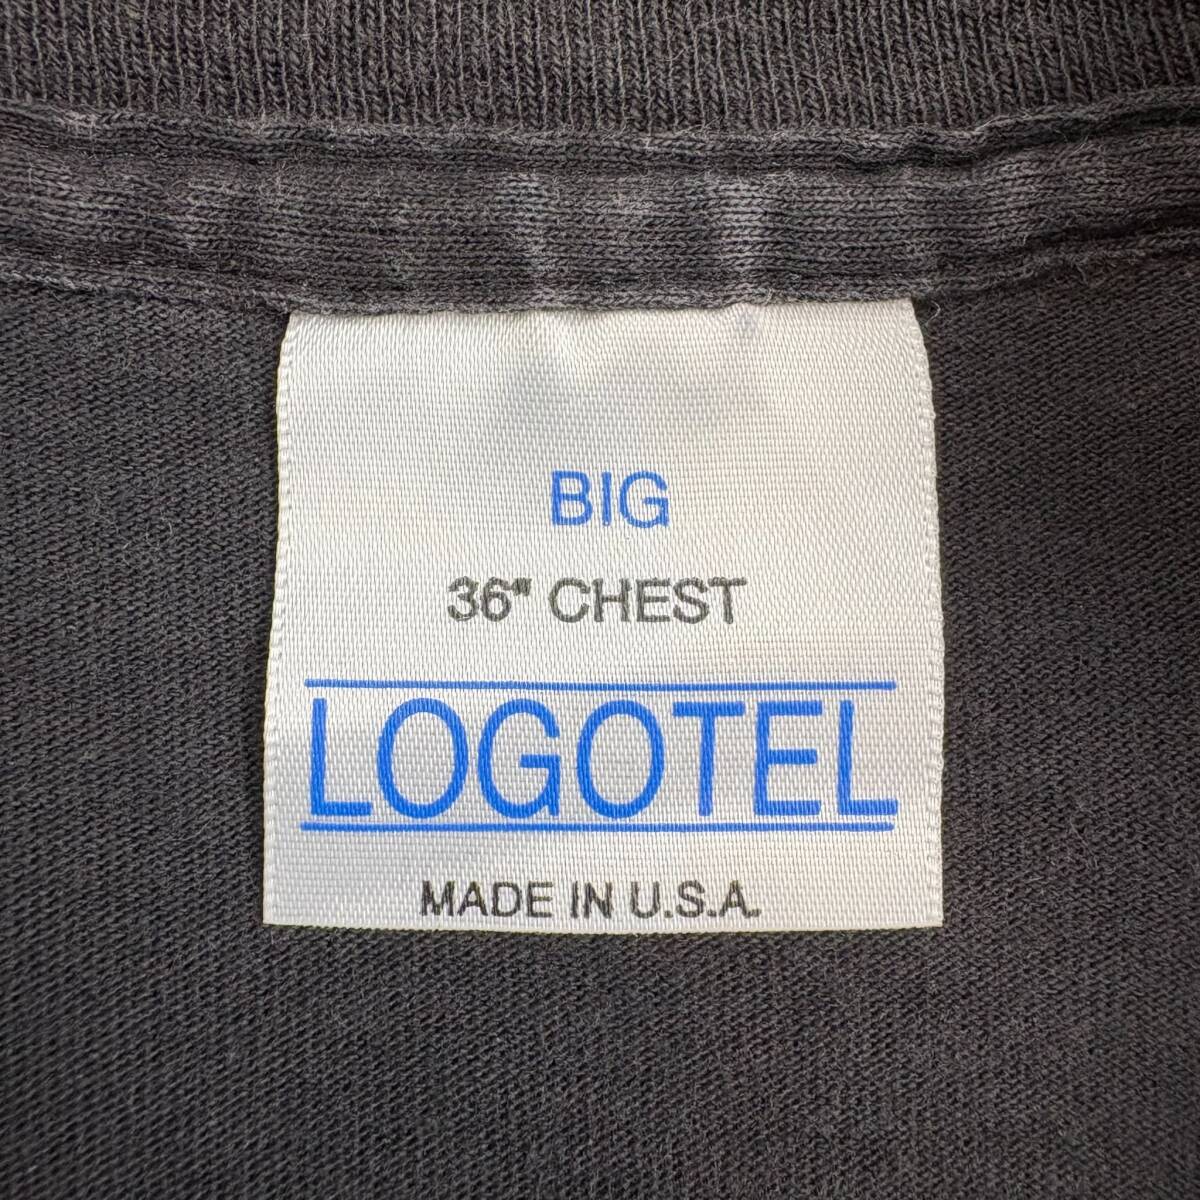 BIG
36" CHEST
LOGOTEL
MADE IN U.S.A.